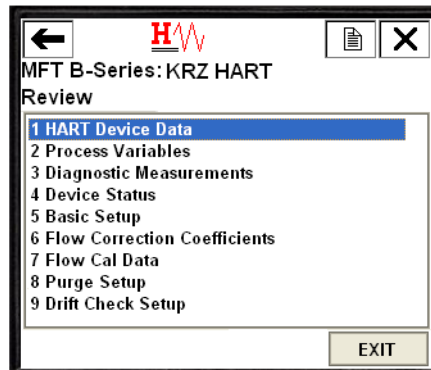 H
MFT B-Series: KRZ HART
Review
1 HART Device Data
2 Process Variables
3 Diagnostic Measurements
4 Device Status
5 Basic Setup
6 Flow Correction Coefficients
7 Flow Cal Data
8 Purge Setup
9 Drift Check Setup
EXIT